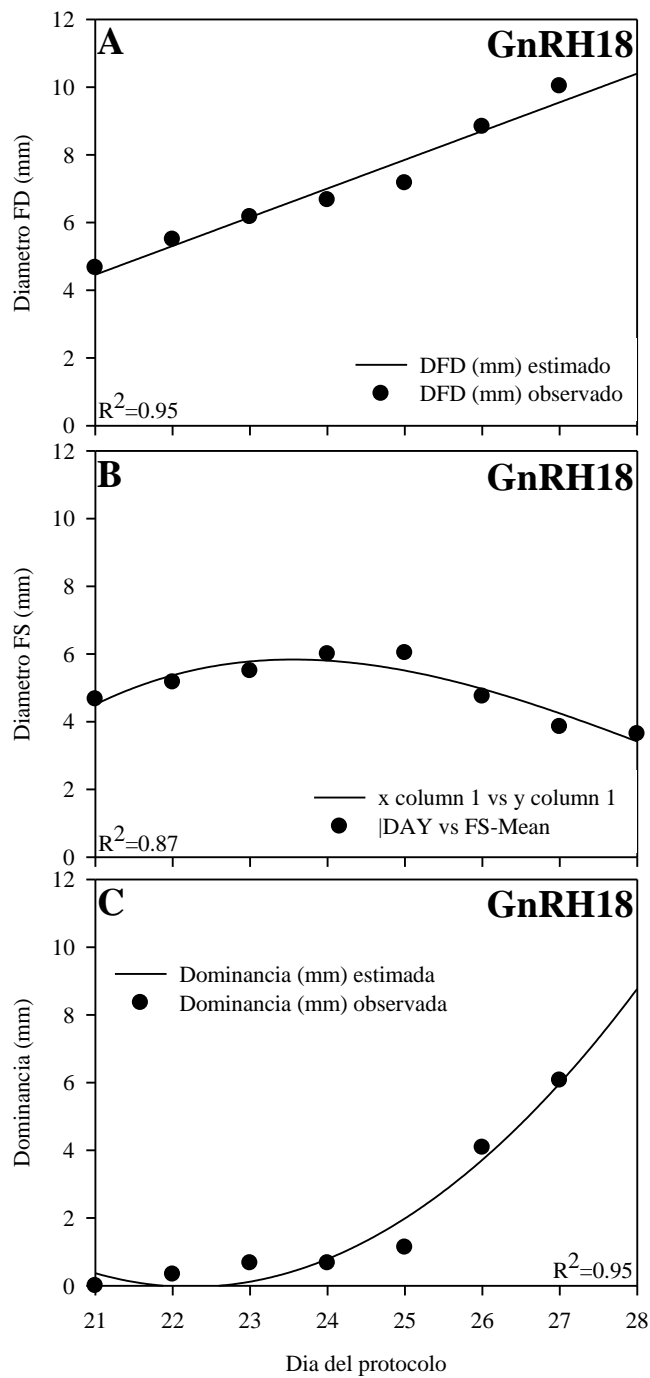 A
GnRH18
12
10
8
6
4
2
0
Diametro FD (mm)
DFD (mm) estimado
DFD (mm) observado
R²=0.95
B
GnRH18
12
10
8
6
4
2
0
Diametro FS (mm)
x column 1 vs y column 1
|DAY vs FS-Mean
R²=0.87
C
GnRH18
12
10
8
6
4
2
0
Dominancia (mm)
Dominancia (mm) estimada
Dominancia (mm) observada
R²=0.95
21 22 23 24 25 26 27 28
Dia del protocolo